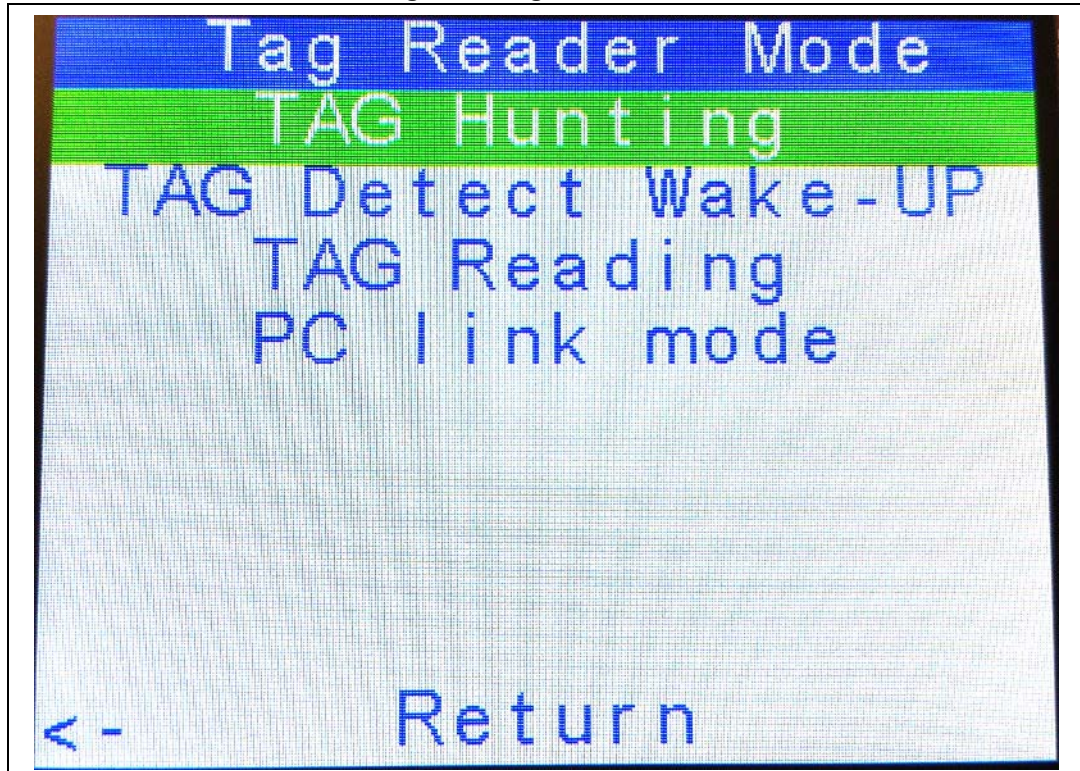 Tag Reader Mode
TAG Hunting
TAG Detect Wake-UP
TAG Reading
PC link mode
<- Return